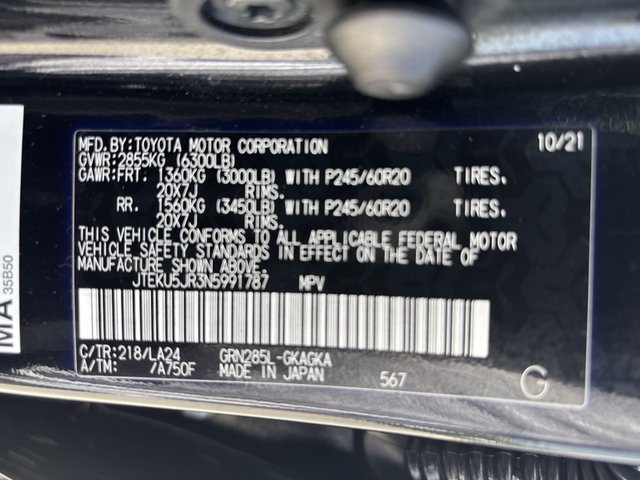 MFD.BY:TOYOTA MOTOR CORPORATION 10/21
GVWR:2855KG (6300LB)
GAWR:FRT. 1360KG (3000LB) WITH P245/60R20 TIRES.
20X7J RIMS.
RR. 1560KG (3450LB) WITH P245/60R20 TIRES.
20X7J RIMS.
THIS VEHICLE CONFORMS TO ALL APPLICABLE FEDERAL MOTOR
VEHICLE SAFETY STANDARDS IN EFFECT ON THE DATE OF
MANUFACTURE SHOWN ABOVE.
JTEKU5JR3N5991787 MPV
C/TR:218/LA24 GRN285L-GKAGKA
A/TM: /A750F MADE IN JAPAN 567 G
MA
35B50